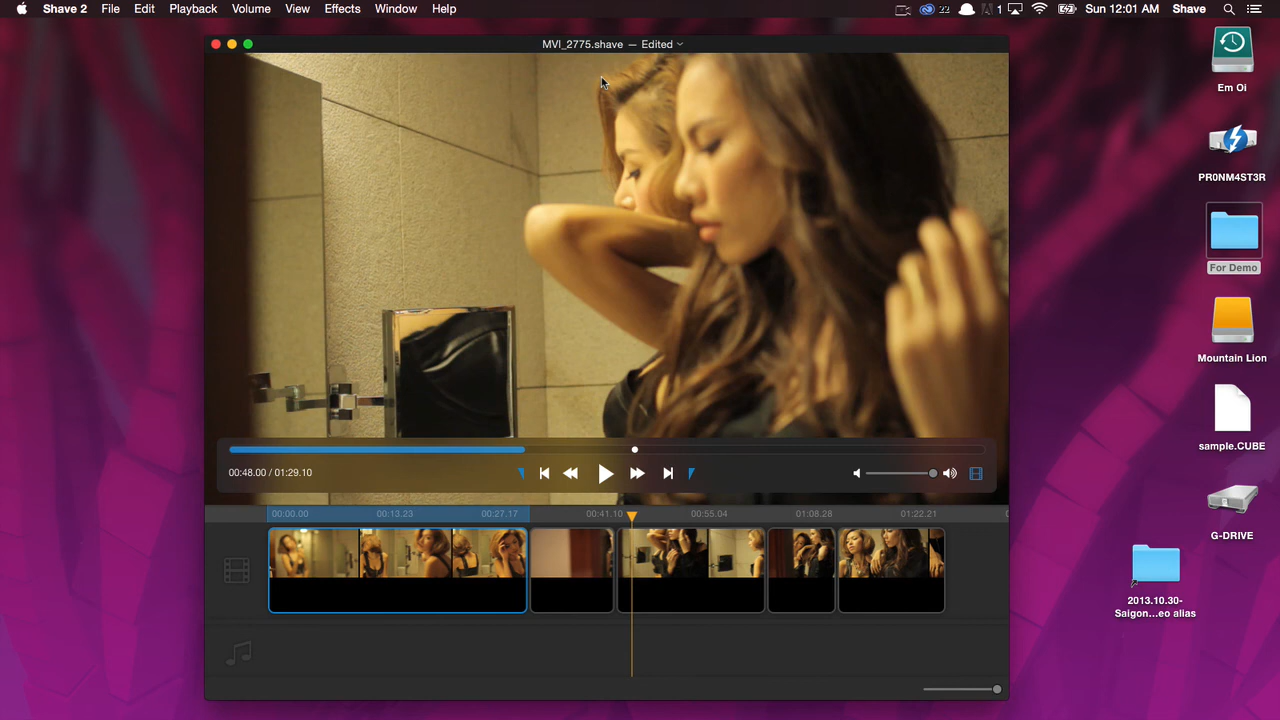 Shave 2 File Edit Playback Volume View Effects Window Help 22 1 Sun 12:01 AM Shave
MVI_2775.shave — Edited
Em Oi
PR0NM4ST3R
For Demo
Mountain Lion
sample.CUBE
G-DRIVE
2013.10.30-
Saigon...eo alias
00:48.00 / 01:29.10
00:00.00 00:13.23 00:27.17 00:41.10 00:55.04 01:08.28 01:22.21